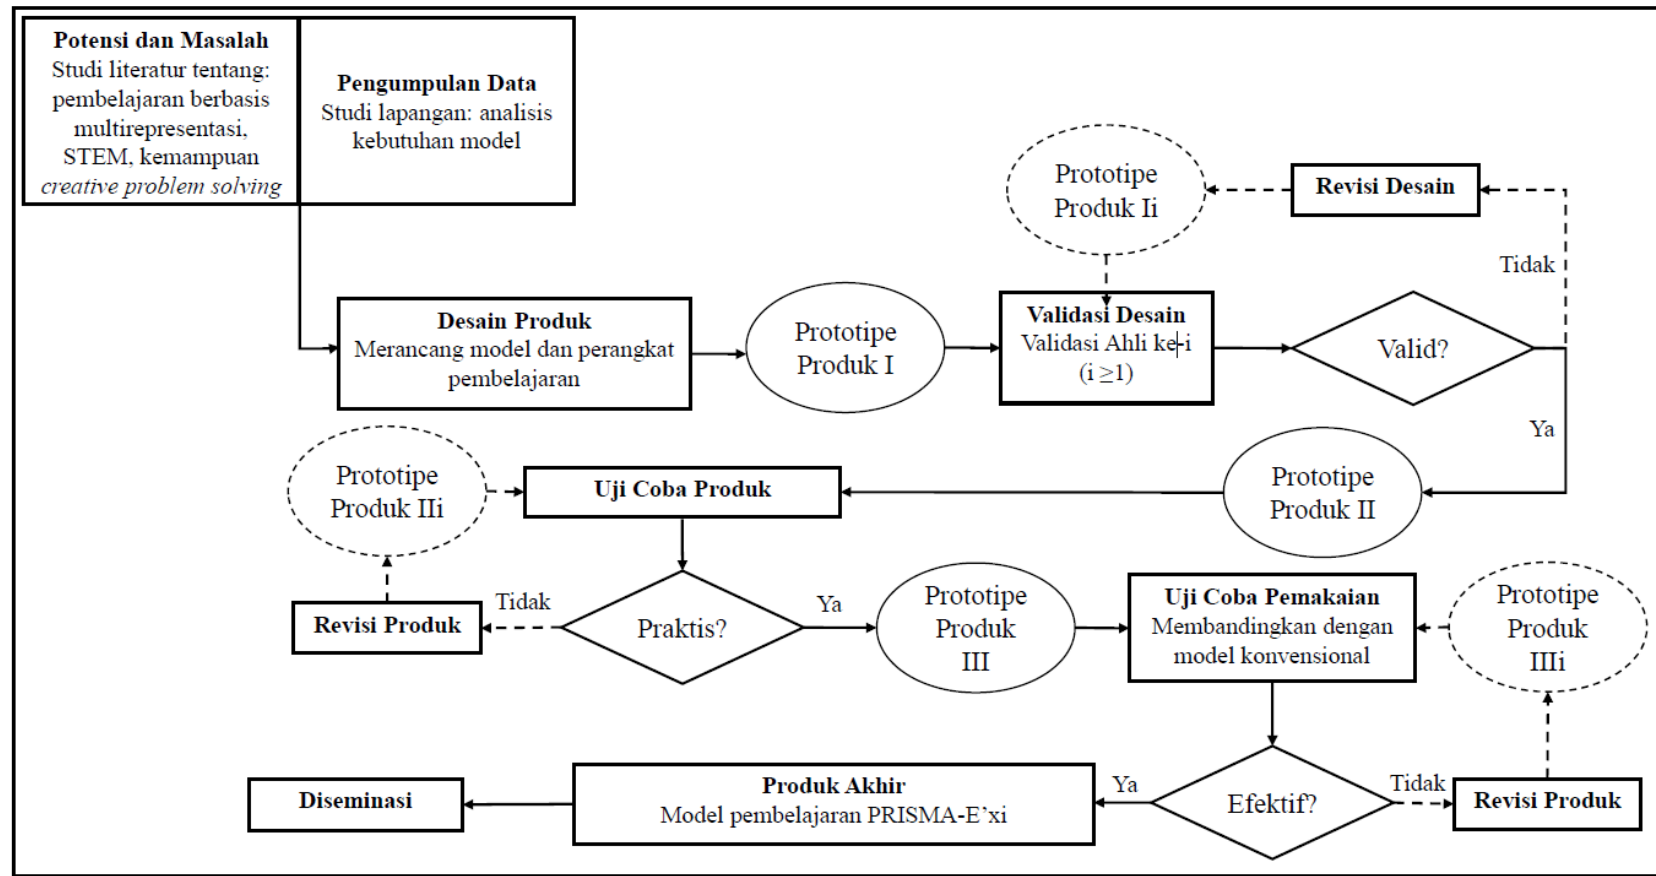 Potensi dan Masalah
Studi literatur tentang:
pembelajaran berbasis
multirepresentasi,
STEM, kemampuan
creative problem solving
Pengumpulan Data
Studi lapangan: analisis
kebutuhan model
Prototipe
Produk Ii
Revisi Desain
Tidak
Desain Produk
Merancang model dan perangkat
pembelajaran
Prototipe
Produk I
Validasi Desain
Validasi Ahli ke-i
(i ≥1)
Valid?
Ya
Prototipe
Produk IIi
Uji Coba Produk
Prototipe
Produk II
Revisi Produk
Tidak
Praktis?
Ya
Prototipe
Produk
III
Uji Coba Pemakaian
Membandingkan dengan
model konvensional
Prototipe
Produk
IIIi
Diseminasi
Produk Akhir
Model pembelajaran PRISMA-E’xi
Ya
Efektif?
Tidak
Revisi Produk